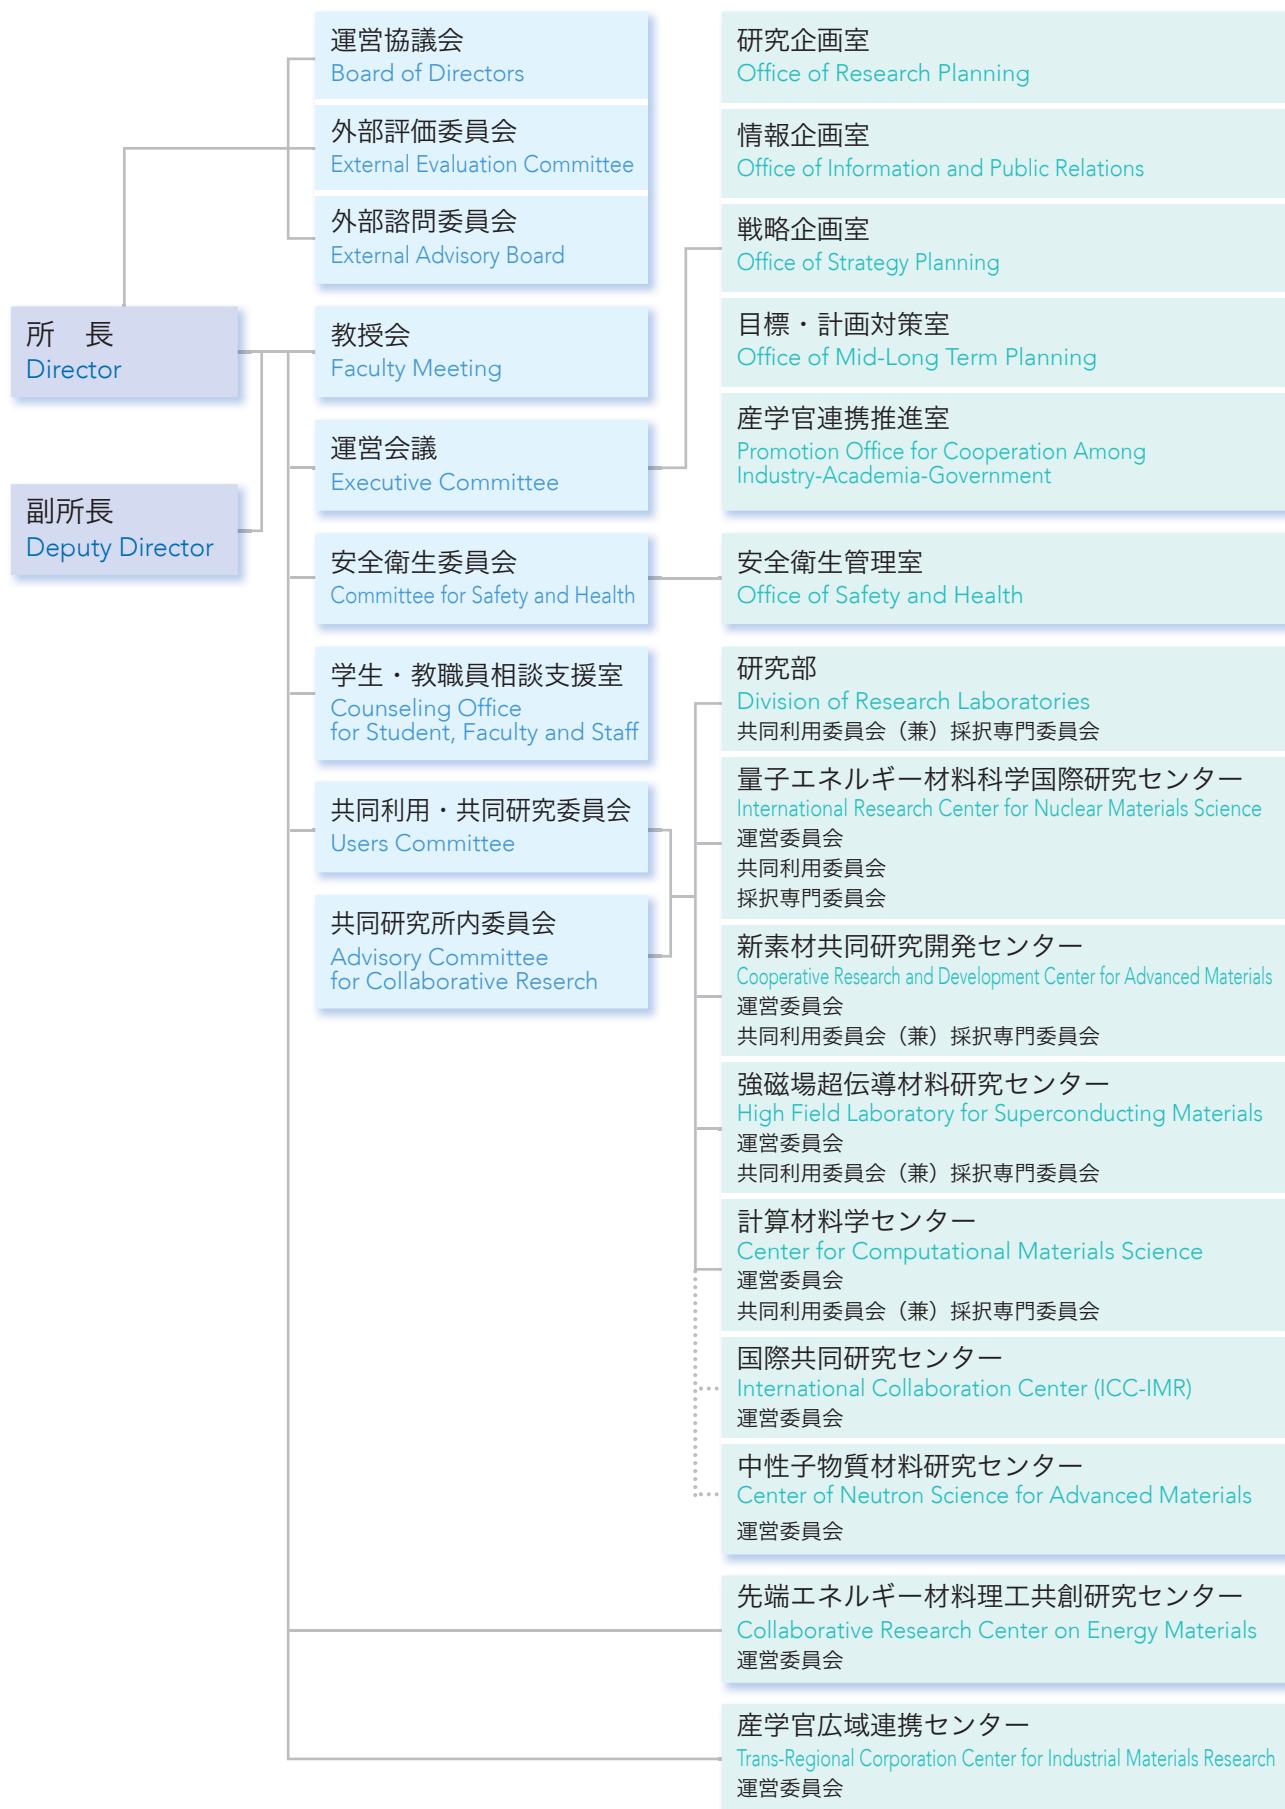 所　長
Director
副所長
Deputy Director
運営協議会
Board of Directors
外部評価委員会
External Evaluation Committee
外部諮問委員会
External Advisory Board
教授会
Faculty Meeting
運営会議
Executive Committee
安全衛生委員会
Committee for Safety and Health
学生・教職員相談支援室
Counseling Office
for Student, Faculty and Staff
共同利用・共同研究委員会
Users Committee
共同研究所内委員会
Advisory Committee
for Collaborative Reserch
研究企画室
Office of Research Planning
情報企画室
Office of Information and Public Relations
戦略企画室
Office of Strategy Planning
目標・計画対策室
Office of Mid-Long Term Planning
産学官連携推進室
Promotion Office for Cooperation Among
Industry-Academia-Government
安全衛生管理室
Office of Safety and Health
研究部
Division of Research Laboratories
共同利用委員会（兼）採択専門委員会
量子エネルギー材料科学国際研究センター
International Research Center for Nuclear Materials Science
運営委員会
共同利用委員会
採択専門委員会
新素材共同研究開発センター
Cooperative Research and Development Center for Advanced Materials
運営委員会
共同利用委員会（兼）採択専門委員会
強磁場超伝導材料研究センター
High Field Laboratory for Superconducting Materials
運営委員会
共同利用委員会（兼）採択専門委員会
計算材料学センター
Center for Computational Materials Science
運営委員会
共同利用委員会（兼）採択専門委員会
国際共同研究センター
International Collaboration Center (ICC-IMR)
運営委員会
中性子物質材料研究センター
Center of Neutron Science for Advanced Materials
運営委員会
先端エネルギー材料理工共創研究センター
Collaborative Research Center on Energy Materials
運営委員会
産学官広域連携センター
Trans-Regional Corporation Center for Industrial Materials Research
運営委員会